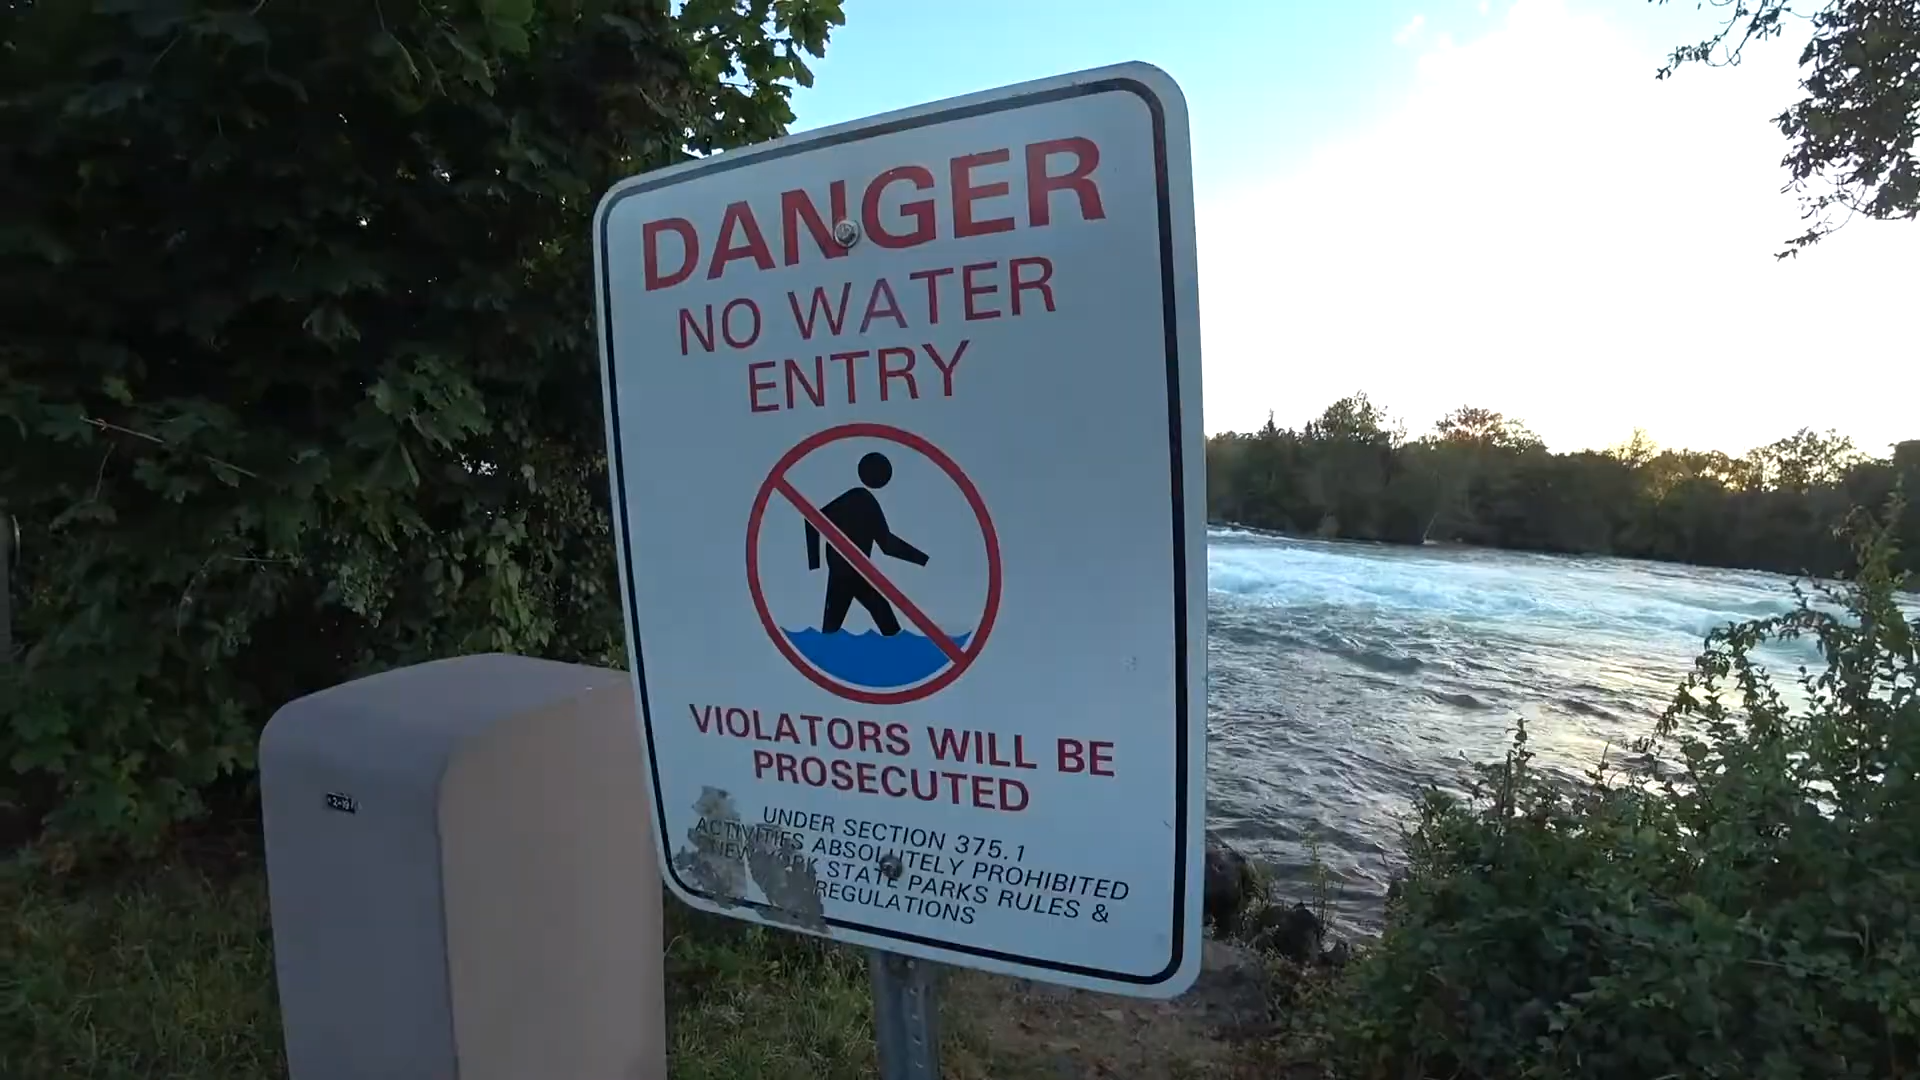 DANGER
NO WATER
ENTRY
VIOLATORS WILL BE
PROSECUTED
UNDER SECTION 375.1
ACTIVITIES ABSOLUTELY PROHIBITED
NEW YORK STATE PARKS RULES &
REGULATIONS